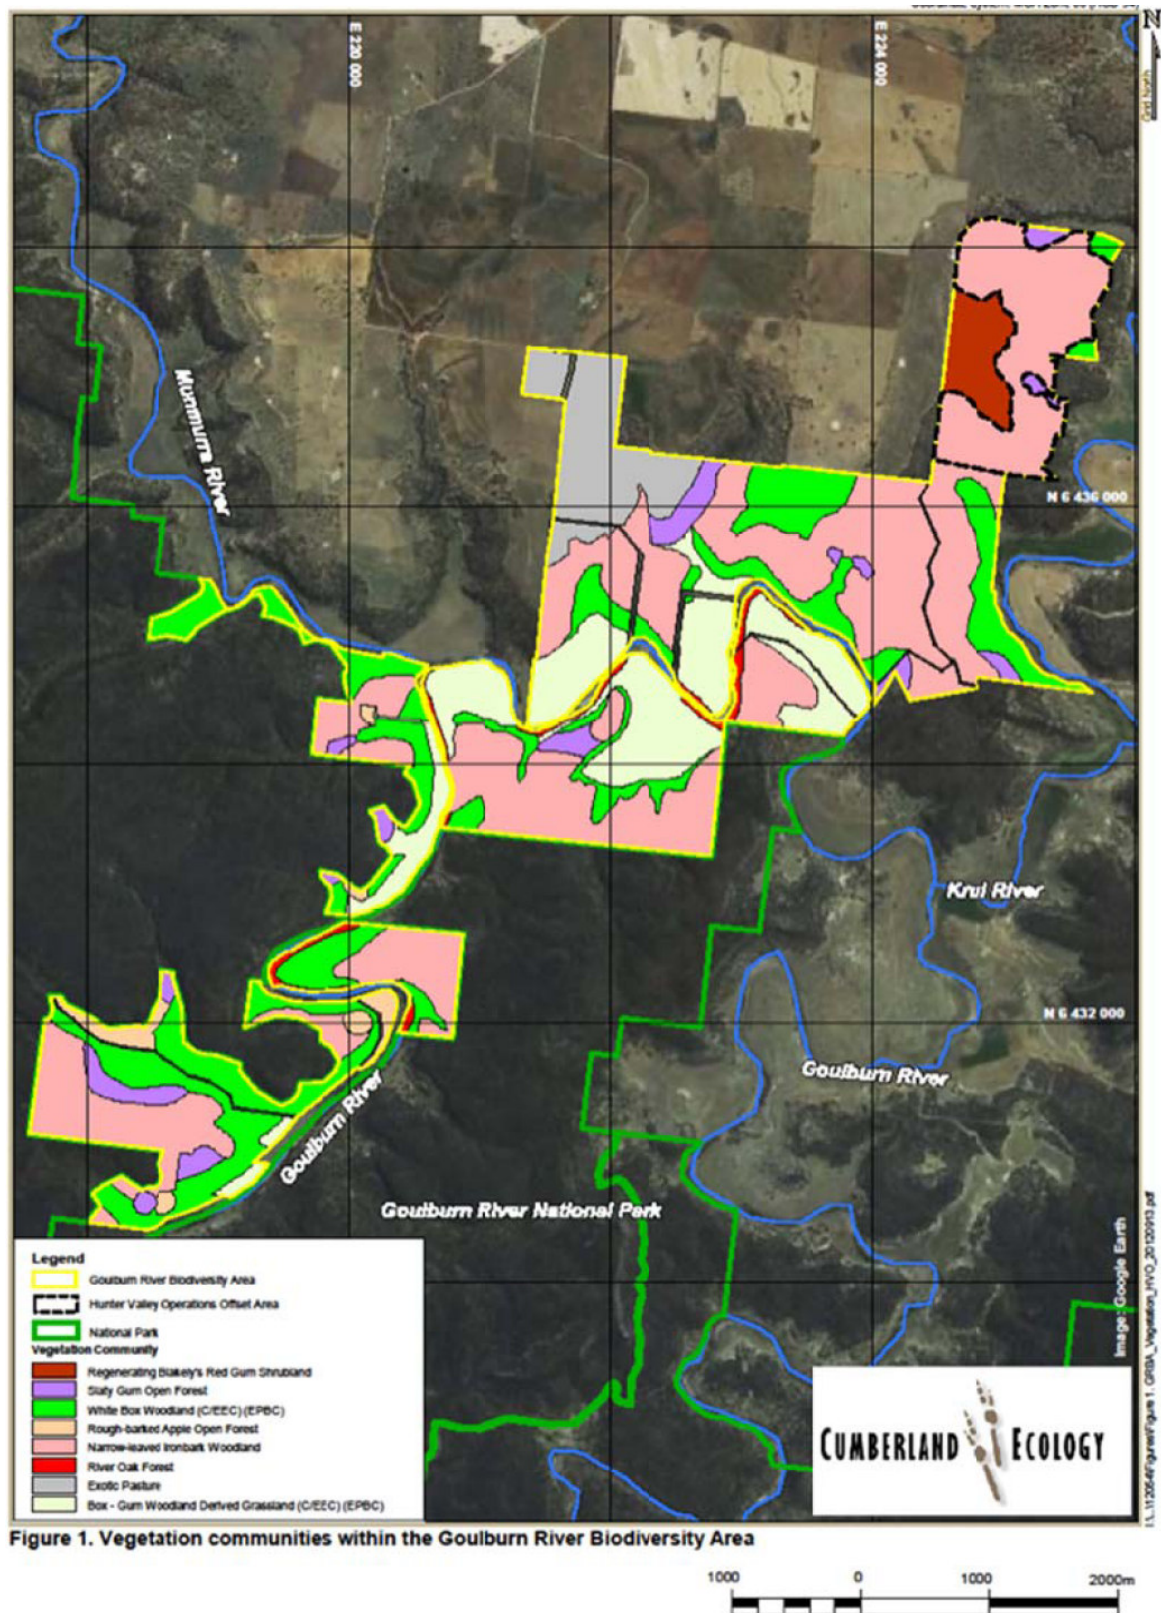 N
Grid North
E 220 000
E 224 000
Munmurra River
N 6 436 000
Krui River
N 6 432 000
Goulburn River
Goulburn River
Goulburn River National Park
Image: Google Earth
Legend
Goulburn River Biodiversity Area
Hunter Valley Operations Offset Area
National Park
Vegetation Community
Regenerating Blakely's Red Gum Shrubland
Slaty Gum Open Forest
White Box Woodland (C/EEC) (EPBC)
Rough-barked Apple Open Forest
Narrow-leaved Ironbark Woodland
River Oak Forest
Exotic Pasture
Box - Gum Woodland Derived Grassland (C/EEC) (EPBC)
CUMBERLAND ECOLOGY
Figure 1. Vegetation communities within the Goulburn River Biodiversity Area
1000 0 1000 2000m